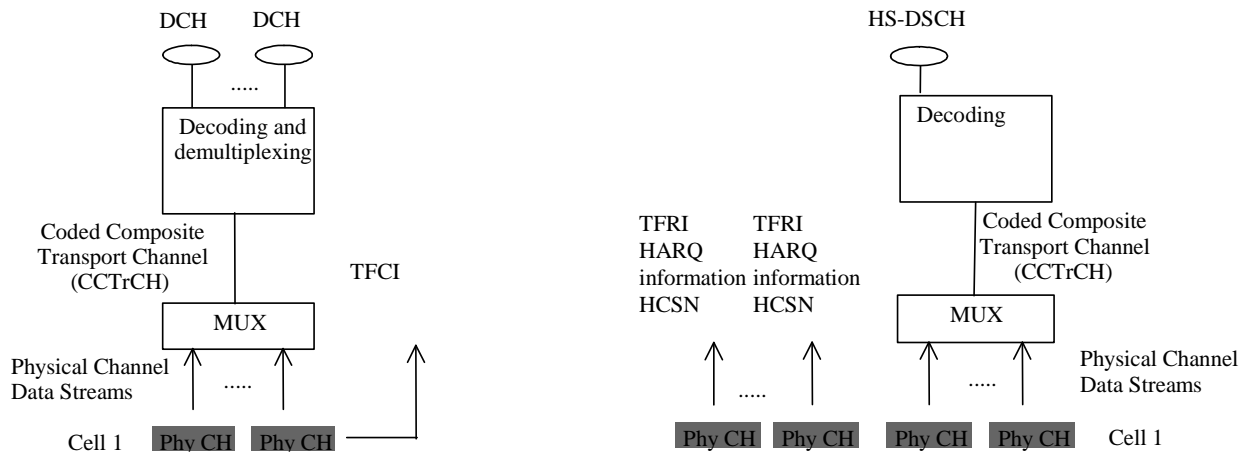 DCH DCH
.....
Decoding and
demultiplexing
Coded Composite
Transport Channel
(CCTrCH)
TFCI
MUX
Physical Channel
Data Streams
.....
Cell 1 Phy CH Phy CH
HS-DSCH
Decoding
TFRI
HARQ
information
HCSN
TFRI
HARQ
information
HCSN
Coded Composite
Transport Channel
(CCTrCH)
MUX
Physical Channel
Data Streams
.....
.....
Phy CH Phy CH Phy CH Phy CH Cell 1